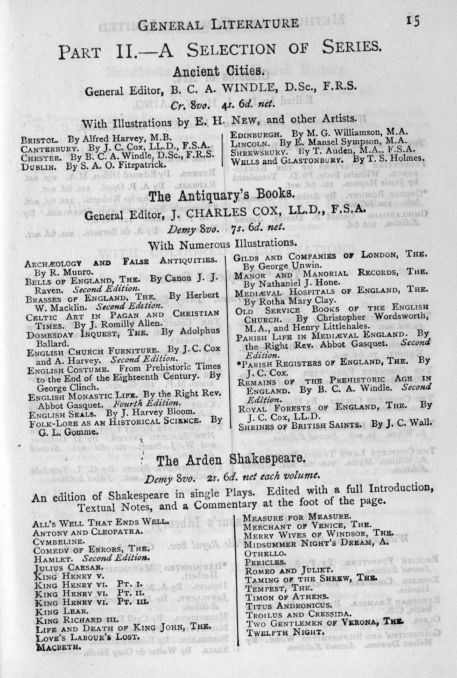 GENERAL LITERATURE 15
PART II.—A SELECTION OF SERIES.
Ancient Cities.
General Editor, B. C. A. WINDLE, D.Sc., F.R.S.
Cr. 8vo. 4s. 6d. net.
With Illustrations by E. H. NEW, and other Artists.
BRISTOL. By Alfred Harvey, M.B.
CANTERBURY. By J. C. Cox, LL.D., F.S.A.
CHESTER. By B. C. A. Windle, D.Sc., F.R.S.
DUBLIN. By S. A. O. Fitzpatrick.
EDINBURGH. By M. G. Williamson, M.A.
LINCOLN. By E. Mansel Sympson, M.A.
SHREWSBURY. By T. Auden, M.A., F.S.A.
WELLS and GLASTONBURY. By T. S. Holmes.
The Antiquary's Books.
General Editor, J. CHARLES COX, LL.D., F.S.A.
Demy 8vo. 7s. 6d. net.
With Numerous Illustrations.
ARCHÆOLOGY AND FALSE ANTIQUITIES.
By R. Munro.
BELLS OF ENGLAND, THE. By Canon J. J.
Raven. Second Edition.
BRASSES OF ENGLAND, THE. By Herbert
W. Macklin. Second Edition.
CELTIC ART IN PAGAN AND CHRISTIAN
TIMES. By J. Romilly Allen.
DOMESDAY INQUEST, THE. By Adolphus
Ballard.
ENGLISH CHURCH FURNITURE. By J. C. Cox
and A. Harvey. Second Edition.
ENGLISH COSTUME. From Prehistoric Times
to the End of the Eighteenth Century. By
George Clinch.
ENGLISH MONASTIC LIFE. By the Right Rev.
Abbot Gasquet. Fourth Edition.
ENGLISH SEALS. By J. Harvey Bloom.
FOLK-LORE AS AN HISTORICAL SCIENCE. By
G. L. Gomme.
GILDS AND COMPANIES OF LONDON, THE.
By George Unwin.
MANOR AND MANORIAL RECORDS, THE.
By Nathaniel J. Hone.
MEDIÆVAL HOSPITALS OF ENGLAND, THE.
By Rotha Mary Clay.
OLD SERVICE BOOKS OF THE ENGLISH
CHURCH. By Christopher Wordsworth,
M.A., and Henry Littlehales.
PARISH LIFE IN MEDIÆVAL ENGLAND. By
the Right Rev. Abbot Gasquet. Second
Edition.
*PARISH REGISTERS OF ENGLAND, THE. By
J. C. Cox.
REMAINS OF THE PREHISTORIC AGE IN
ENGLAND. By B. C. A. Windle. Second
Edition.
ROYAL FORESTS OF ENGLAND, THE. By
J. C. Cox, LL.D.
SHRINES OF BRITISH SAINTS. By J. C. Wall.
The Arden Shakespeare.
Demy 8vo. 2s. 6d. net each volume.
An edition of Shakespeare in single Plays. Edited with a full Introduction,
Textual Notes, and a Commentary at the foot of the page.
ALL'S WELL THAT ENDS WELL.
ANTONY AND CLEOPATRA.
CYMBELINE.
COMEDY OF ERRORS, THE.
HAMLET. Second Edition.
JULIUS CAESAR.
KING HENRY V.
KING HENRY VI. PT. I.
KING HENRY VI. PT. II.
KING HENRY VI. PT. III.
KING LEAR.
KING RICHARD III.
LIFE AND DEATH OF KING JOHN, THE.
LOVE'S LABOUR'S LOST.
MACBETH.
MEASURE FOR MEASURE.
MERCHANT OF VENICE, THE.
MERRY WIVES OF WINDSOR, THE.
MIDSUMMER NIGHT'S DREAM, A.
OTHELLO.
PERICLES.
ROMEO AND JULIET.
TAMING OF THE SHREW, THE.
TEMPEST, THE.
TIMON OF ATHENS.
TITUS ANDRONICUS.
TROILUS AND CRESSIDA.
TWO GENTLEMEN OF VERONA, THE.
TWELFTH NIGHT.